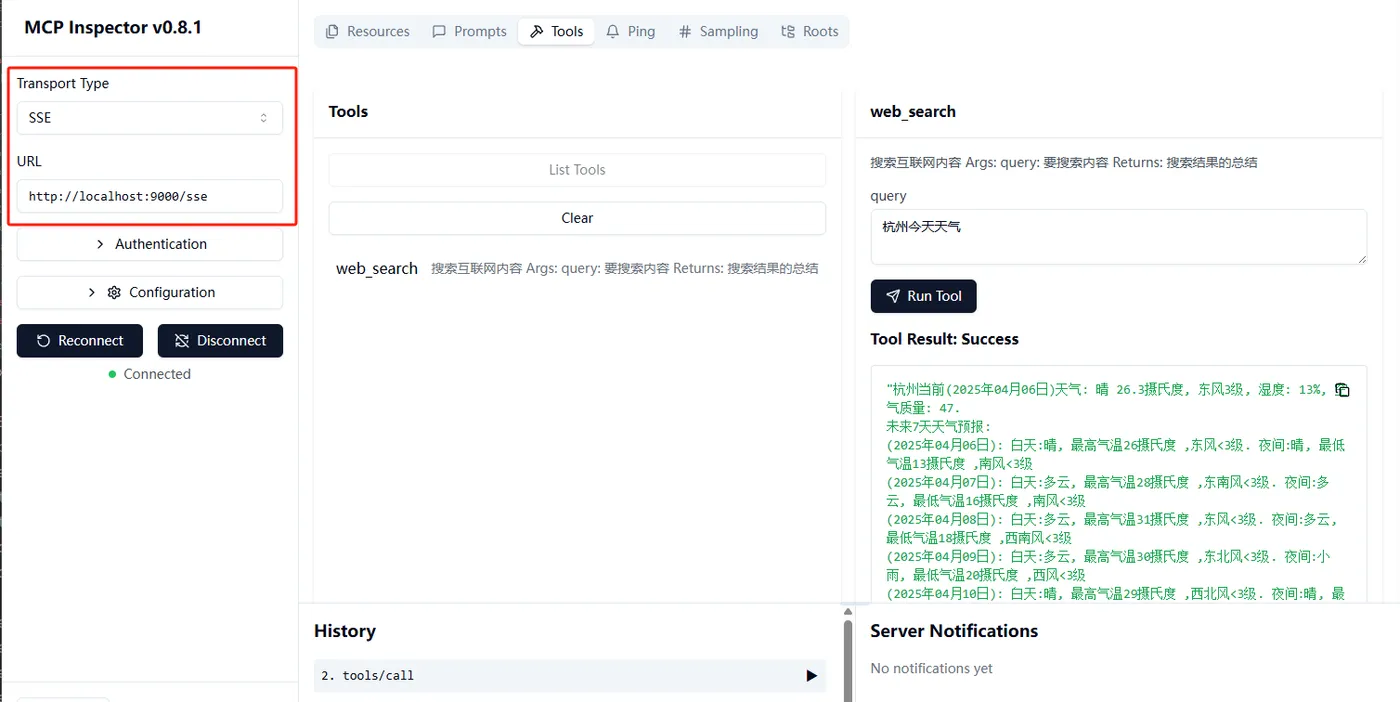 MCP Inspector v0.8.1
Transport Type
SSE
URL
http://localhost:9000/sse
Authentication
Configuration
Reconnect
Disconnect
Connected
Resources
Prompts
Tools
Ping
Sampling
Roots
Tools
List Tools
Clear
web_search 搜索互联网内容 Args: query: 要搜索内容 Returns: 搜索结果的总结
web_search
搜索互联网内容 Args: query: 要搜索内容 Returns: 搜索结果的总结
query
杭州今天天气
Run Tool
Tool Result: Success
"杭州当前(2025年04月06日)天气: 晴 26.3摄氏度, 东风3级, 湿度: 13%,
气质量: 47.
未来7天天气预报:
(2025年04月06日): 白天:晴, 最高气温26摄氏度 ,东风<3级. 夜间:晴, 最低
气温13摄氏度 ,南风<3级
(2025年04月07日): 白天:多云, 最高气温28摄氏度 ,东南风<3级. 夜间:多
云, 最低气温16摄氏度 ,南风<3级
(2025年04月08日): 白天:多云, 最高气温31摄氏度 ,东风<3级. 夜间:多云,
最低气温18摄氏度 ,西南风<3级
(2025年04月09日): 白天:多云, 最高气温30摄氏度 ,东北风<3级. 夜间:小
雨, 最低气温20摄氏度 ,西风<3级
(2025年04月10日): 白天:晴, 最高气温29摄氏度 ,西北风<3级. 夜间:晴, 最
History
2. tools/call
Server Notifications
No notifications yet